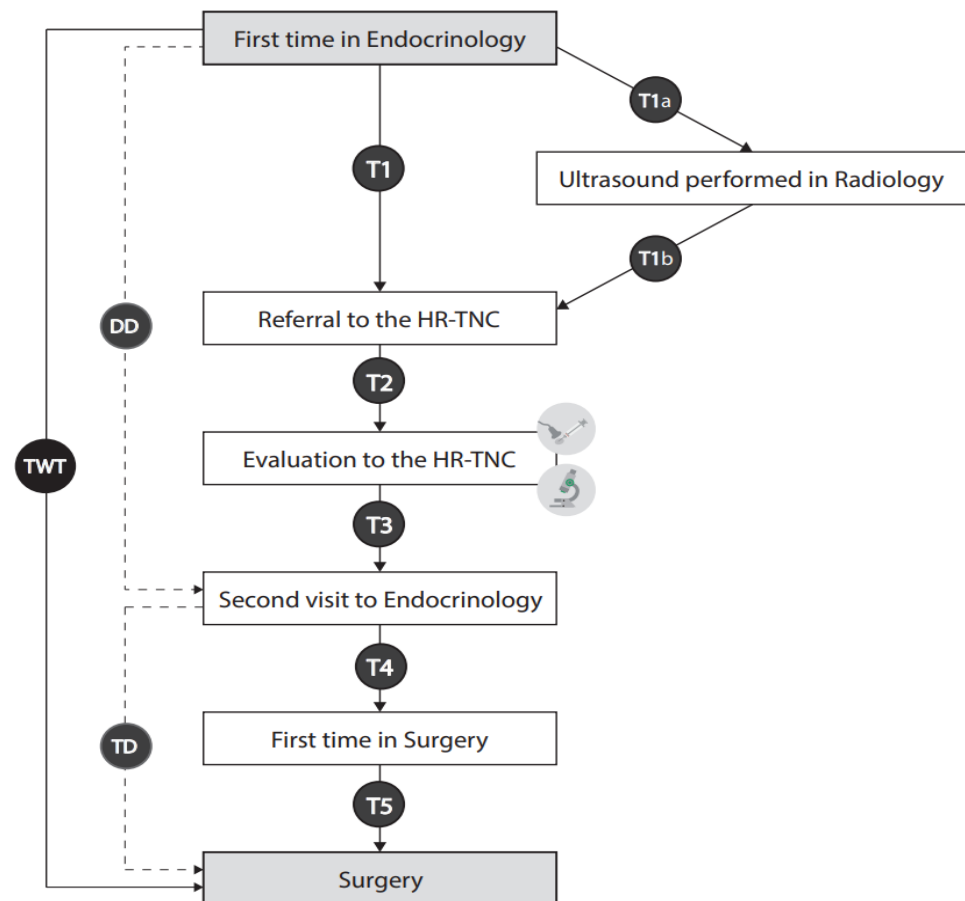 First time in Endocrinology
T1a
T1
Ultrasound performed in Radiology
T1b
Referral to the HR-TNC
DD
T2
Evaluation to the HR-TNC
TWT
T3
Second visit to Endocrinology
T4
First time in Surgery
TD
T5
Surgery